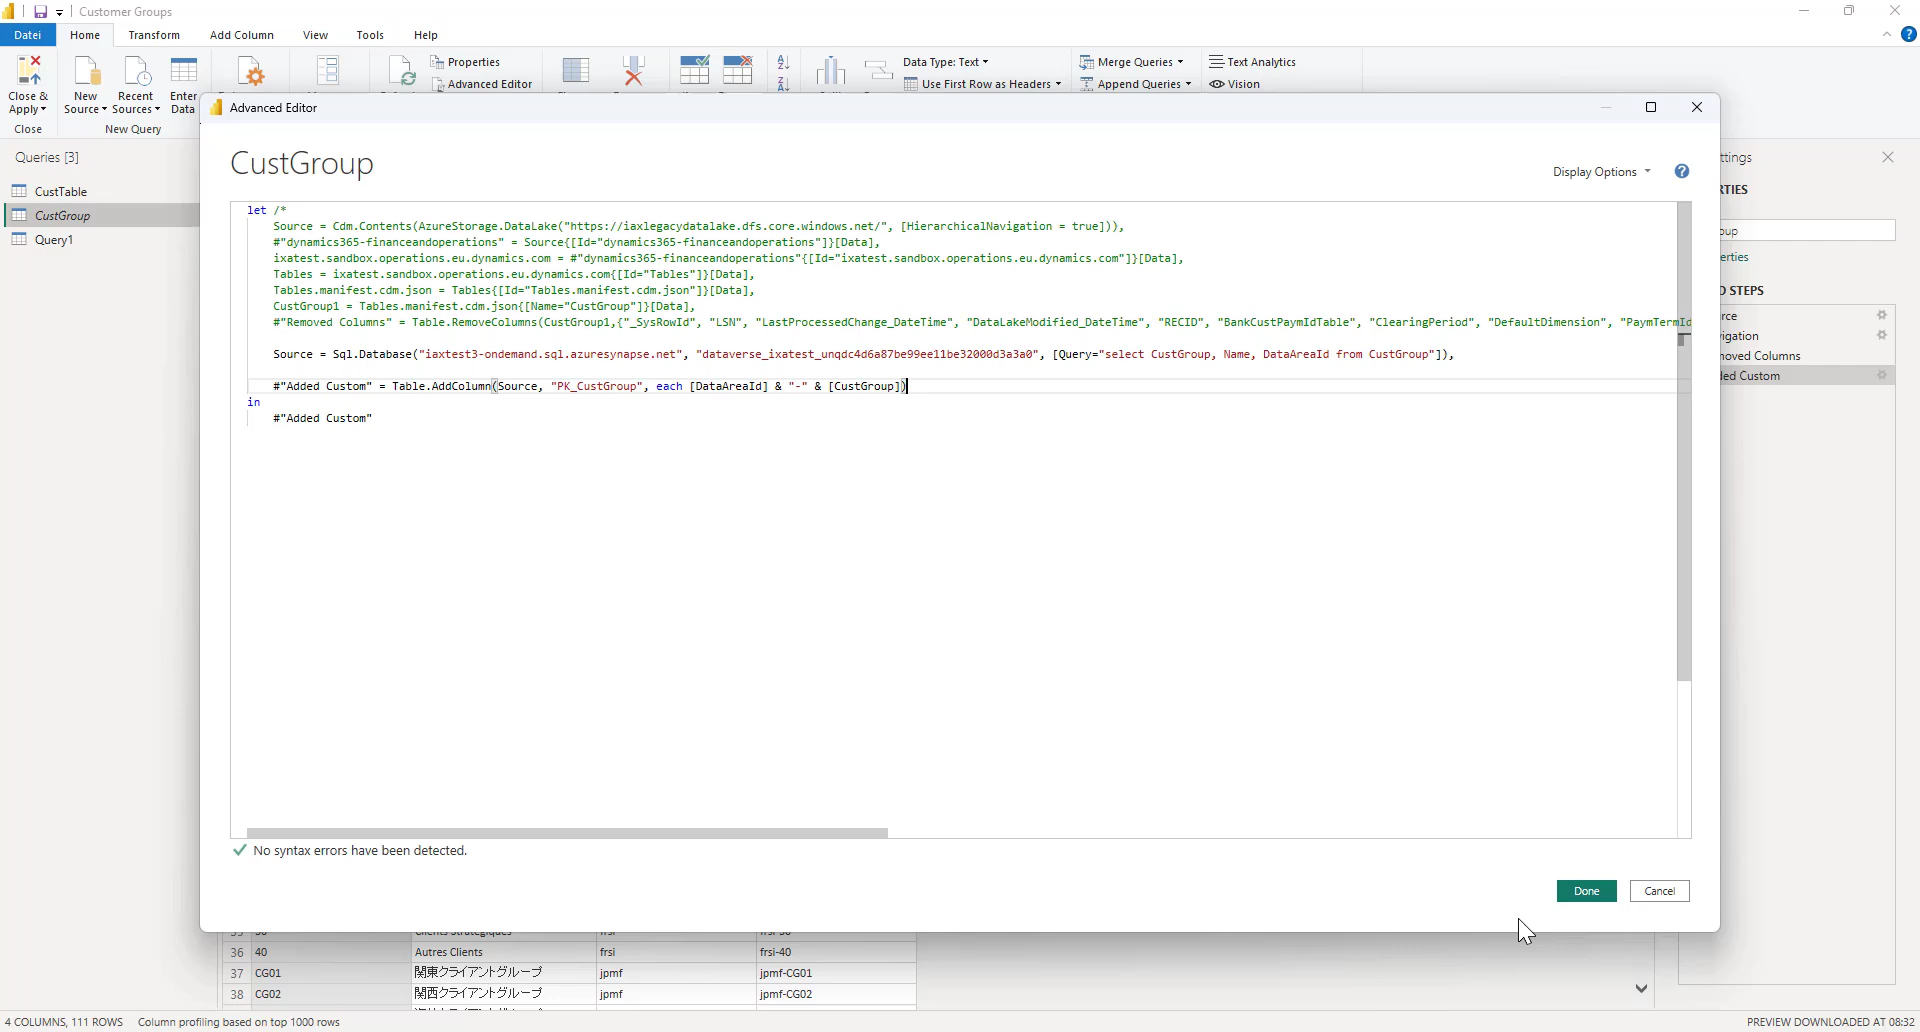 Customer Groups
Datei Home Transform Add Column View Tools Help
Close & Apply
New Source
Recent Sources
Enter Data
Properties
Advanced Editor
Data Type: Text
Use First Row as Headers
Merge Queries
Append Queries
Text Analytics
Vision
Close
New Query
Queries [3]
CustTable
CustGroup
Query1
Advanced Editor
CustGroup
Display Options
let /*
Source = Cdm.Contents(AzureStorage.DataLake("https://iaxlegacydatalake.dfs.core.windows.net/", [HierarchicalNavigation = true])),
#"dynamics365-financeandoperations" = Source{[Id="dynamics365-financeandoperations"]}[Data],
ixatest.sandbox.operations.eu.dynamics.com = #"dynamics365-financeandoperations"{[Id="ixatest.sandbox.operations.eu.dynamics.com"]}[Data],
Tables = ixatest.sandbox.operations.eu.dynamics.com{[Id="Tables"]}[Data],
Tables.manifest.cdm.json = Tables{[Id="Tables.manifest.cdm.json"]}[Data],
CustGroup1 = Tables.manifest.cdm.json{[Name="CustGroup"]}[Data],
#"Removed Columns" = Table.RemoveColumns(CustGroup1,{"_SysRowId", "LSN", "LastProcessedChange_DateTime", "DataLakeModified_DateTime", "RECID", "BankCustPaymIdTable", "ClearingPeriod", "DefaultDimension", "PaymTermId
Source = Sql.Database("iaxtest3-ondemand.sql.azuresynapse.net", "dataverse_ixatest_unqdc4d6a87be99ee11be32000d3a3a0", [Query="select CustGroup, Name, DataAreaId from CustGroup"]),
#"Added Custom" = Table.AddColumn(Source, "PK_CustGroup", each [DataAreaId] & "-" & [CustGroup])
in
#"Added Custom"
No syntax errors have been detected.
Done Cancel
ttings
RTIES
oup
erties
D STEPS
rce
vigation
moved Columns
ded Custom
36 40 Autres Clients frsi frsi-40
37 CG01 関東クライアントグループ jpmf jpmf-CG01
38 CG02 関西クライアントグループ jpmf jpmf-CG02
4 COLUMNS, 111 ROWS Column profiling based on top 1000 rows
PREVIEW DOWNLOADED AT 08:32